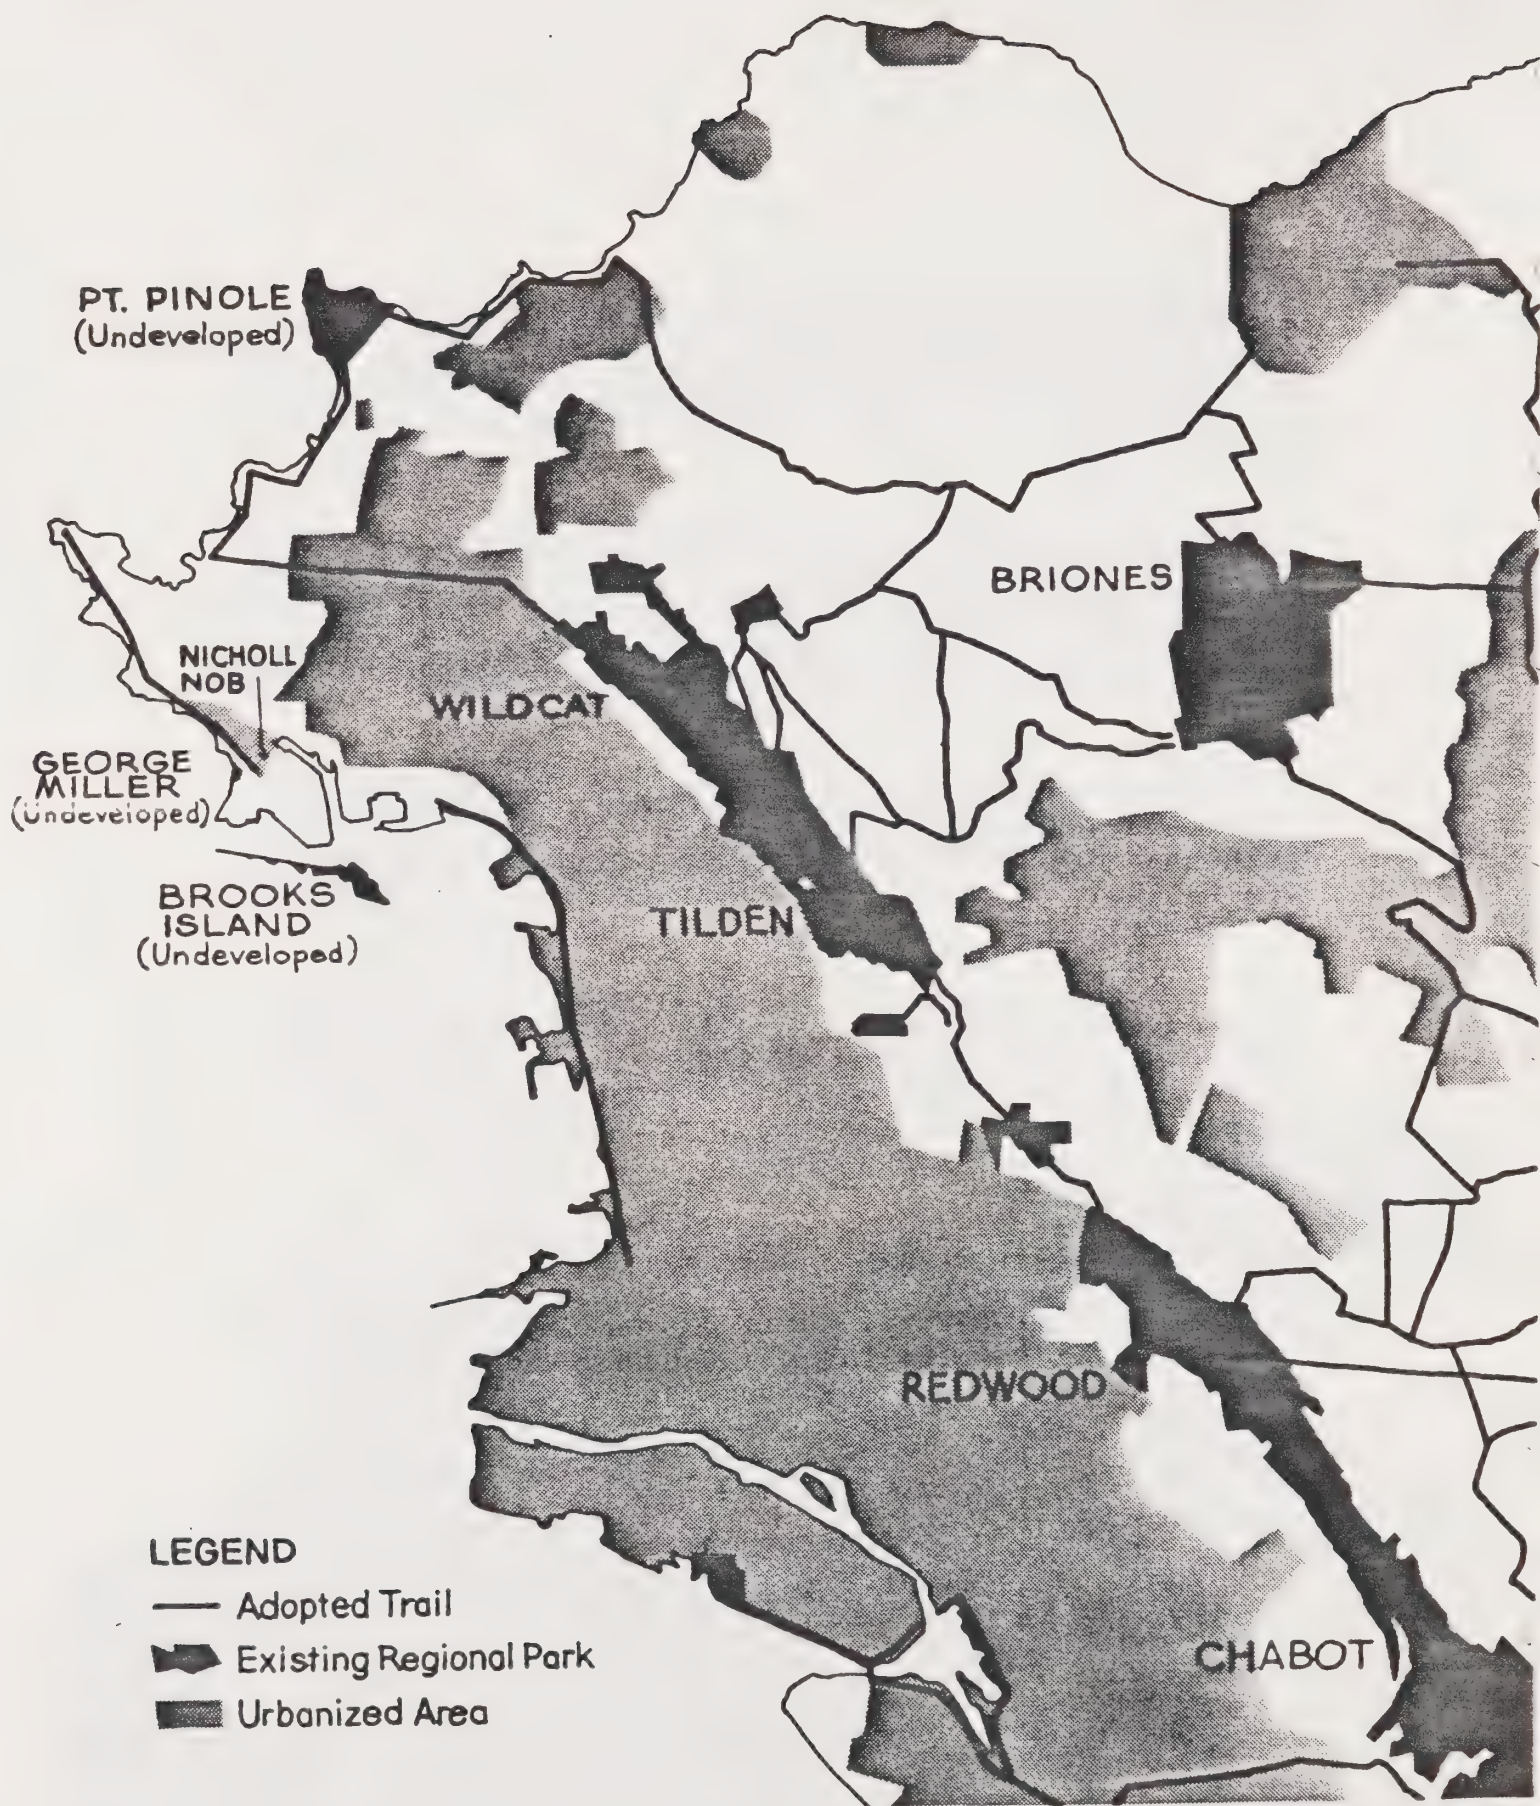 PT. PINOLE
(Undeveloped)
BRIONES
NICHOLL
NOB
WILDCAT
GEORGE
MILLER
(Undeveloped)
BROOKS
ISLAND
(Undeveloped)
TILDEN
REDWOOD
CHABOT
LEGEND
Adopted Trail
Existing Regional Park
Urbanized Area